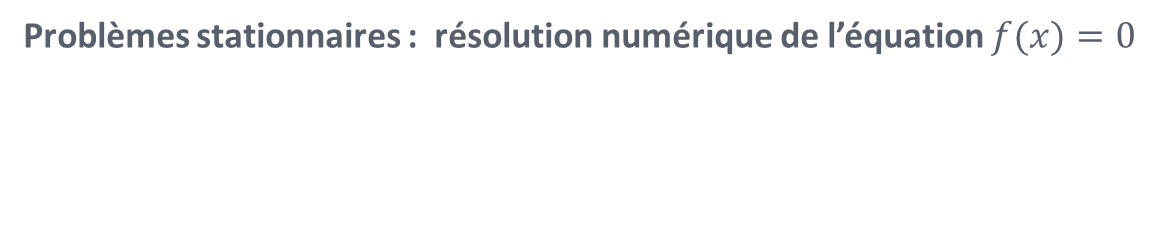 Problèmes stationnaires :  résolution numérique de l’équation 𝑓(𝑥) = 0